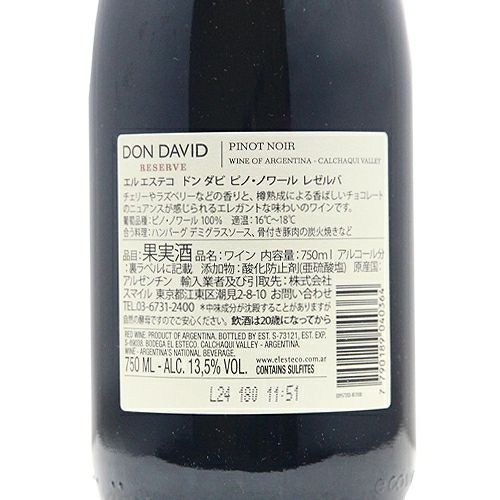 DON DAVID
RESERVE
PINOT NOIR
WINE OF ARGENTINA - CALCHAQUI VALLEY
エル エステコ ドン ダビ ピノ・ノワール レゼルバ
チェリーやラズベリーなどの香りと、樽熟成による香ばしいチョコレート
のニュアンスが感じられるエレガントな味わいのワインです。
葡萄品種:ピノ・ノワール 100% 適温:16℃〜18℃
合う料理:ハンバーグ デミグラスソース、骨付き豚肉の炭火焼きなど
品目:果実酒 品名:ワイン 内容量:750ml アルコール分
:裏ラベルに記載 添加物:酸化防止剤(亜硫酸塩) 原産国:
アルゼンチン 輸入業者及び引取先:株式会社
スマイル 東京都江東区潮見2-8-10 お問い合わせ
TEL.03-6731-2400 *中味成分が沈殿することがありますが
自然の酵母ですのでご安心ください。 飲酒は20歳になってから
RED WINE. PRODUCT OF ARGENTINA. BOTTLED BY EST. S-73121, EST. EXP.
S-89038. BODEGA EL ESTECO. CALCHAQUI VALLEY - ARGENTINA.
WINE - ARGENTINA'S NATIONAL BEVERAGE.
www.elesteco.com.ar
750 ML - ALC. 13,5% VOL.
CONTAINS SULFITES
L24 180 11:51
7 790189 040364